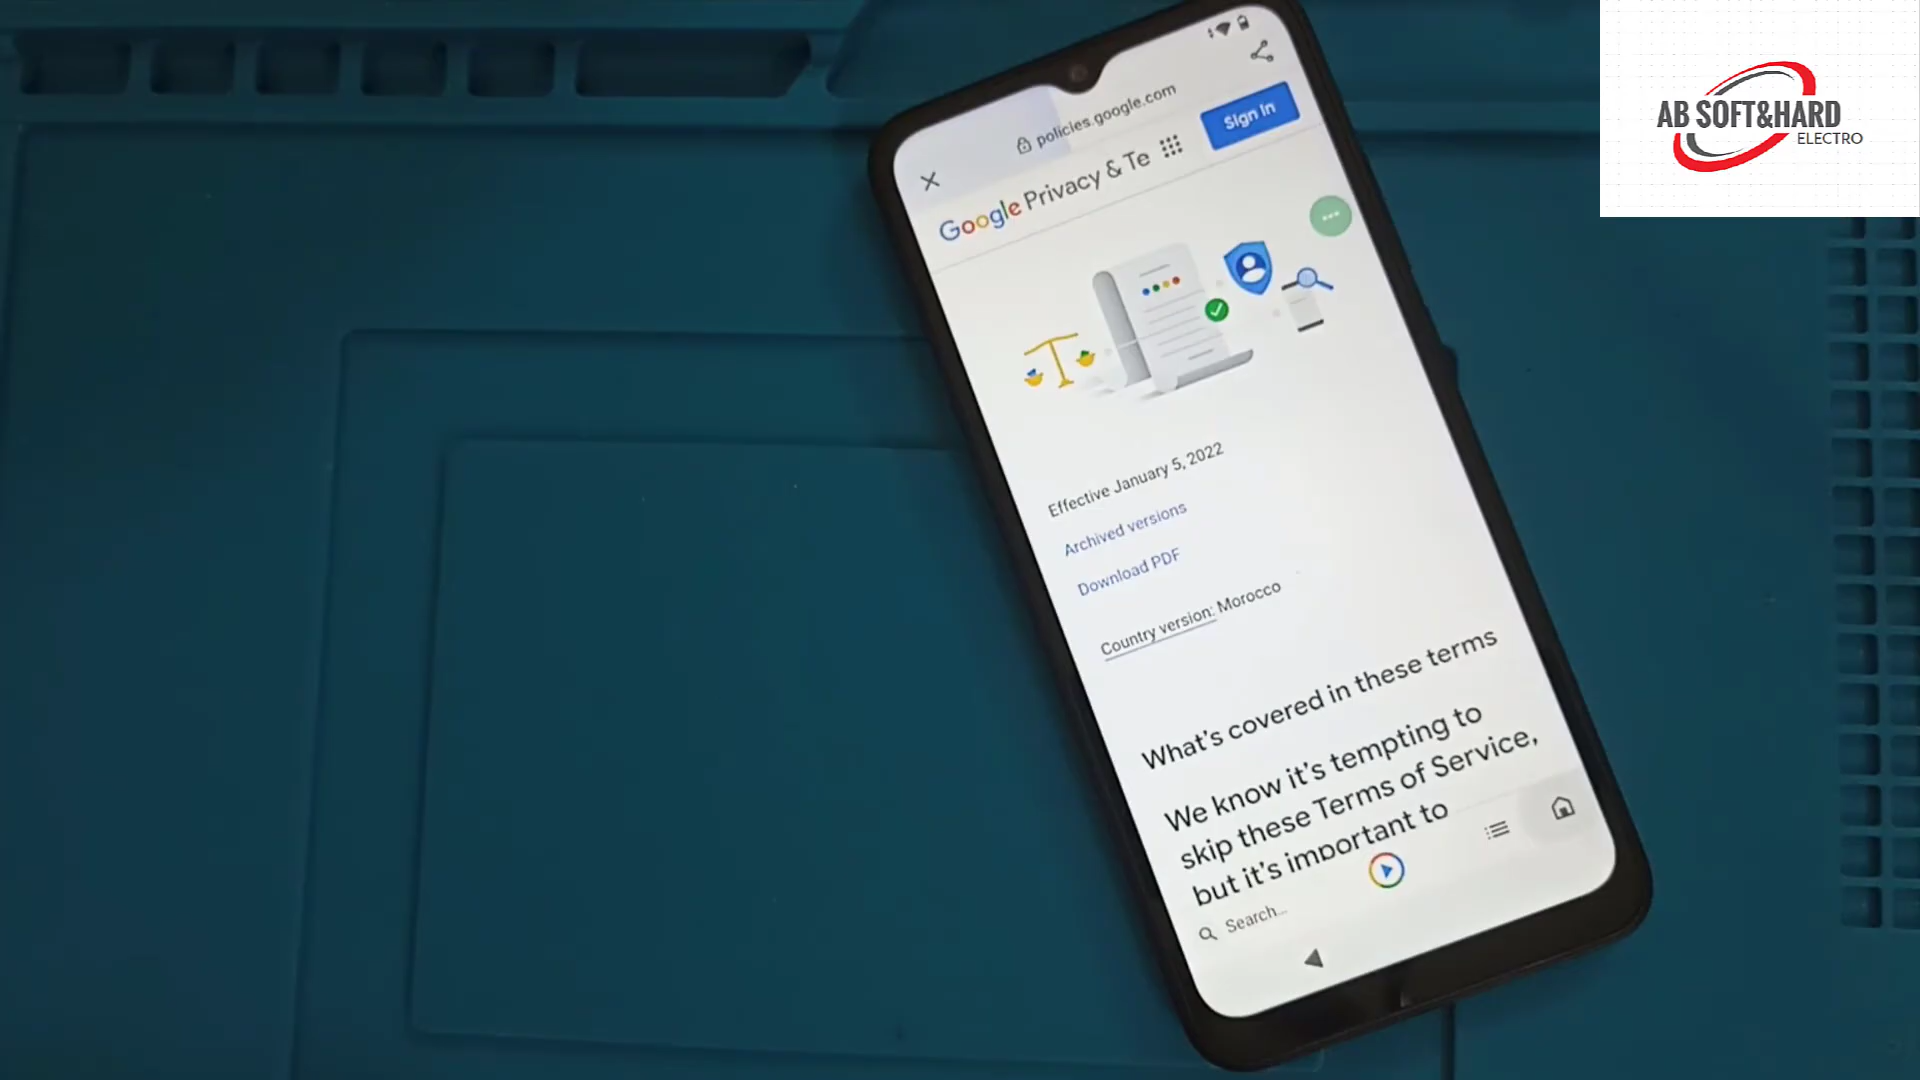 AB SOFT&HARD
ELECTRO
policies.google.com
Sign in
Google Privacy & Te
Effective January 5, 2022
Archived versions
Download PDF
Country version: Morocco
What's covered in these terms
We know it's tempting to
skip these Terms of Service,
but it's important to
Search...